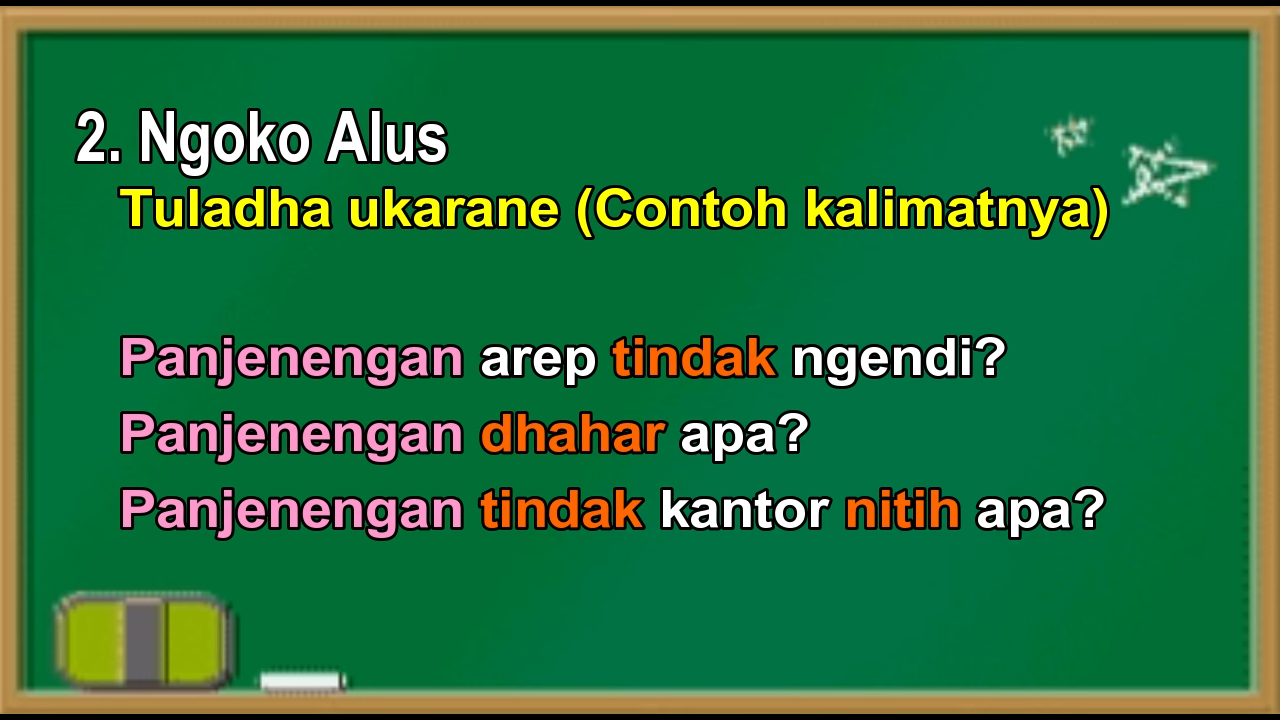 2. Ngoko Alus
Tuladha ukarane (Contoh kalimatnya)
Panjenengan arep tindak ngendi?
Panjenengan dhahar apa?
Panjenengan tindak kantor nitih apa?